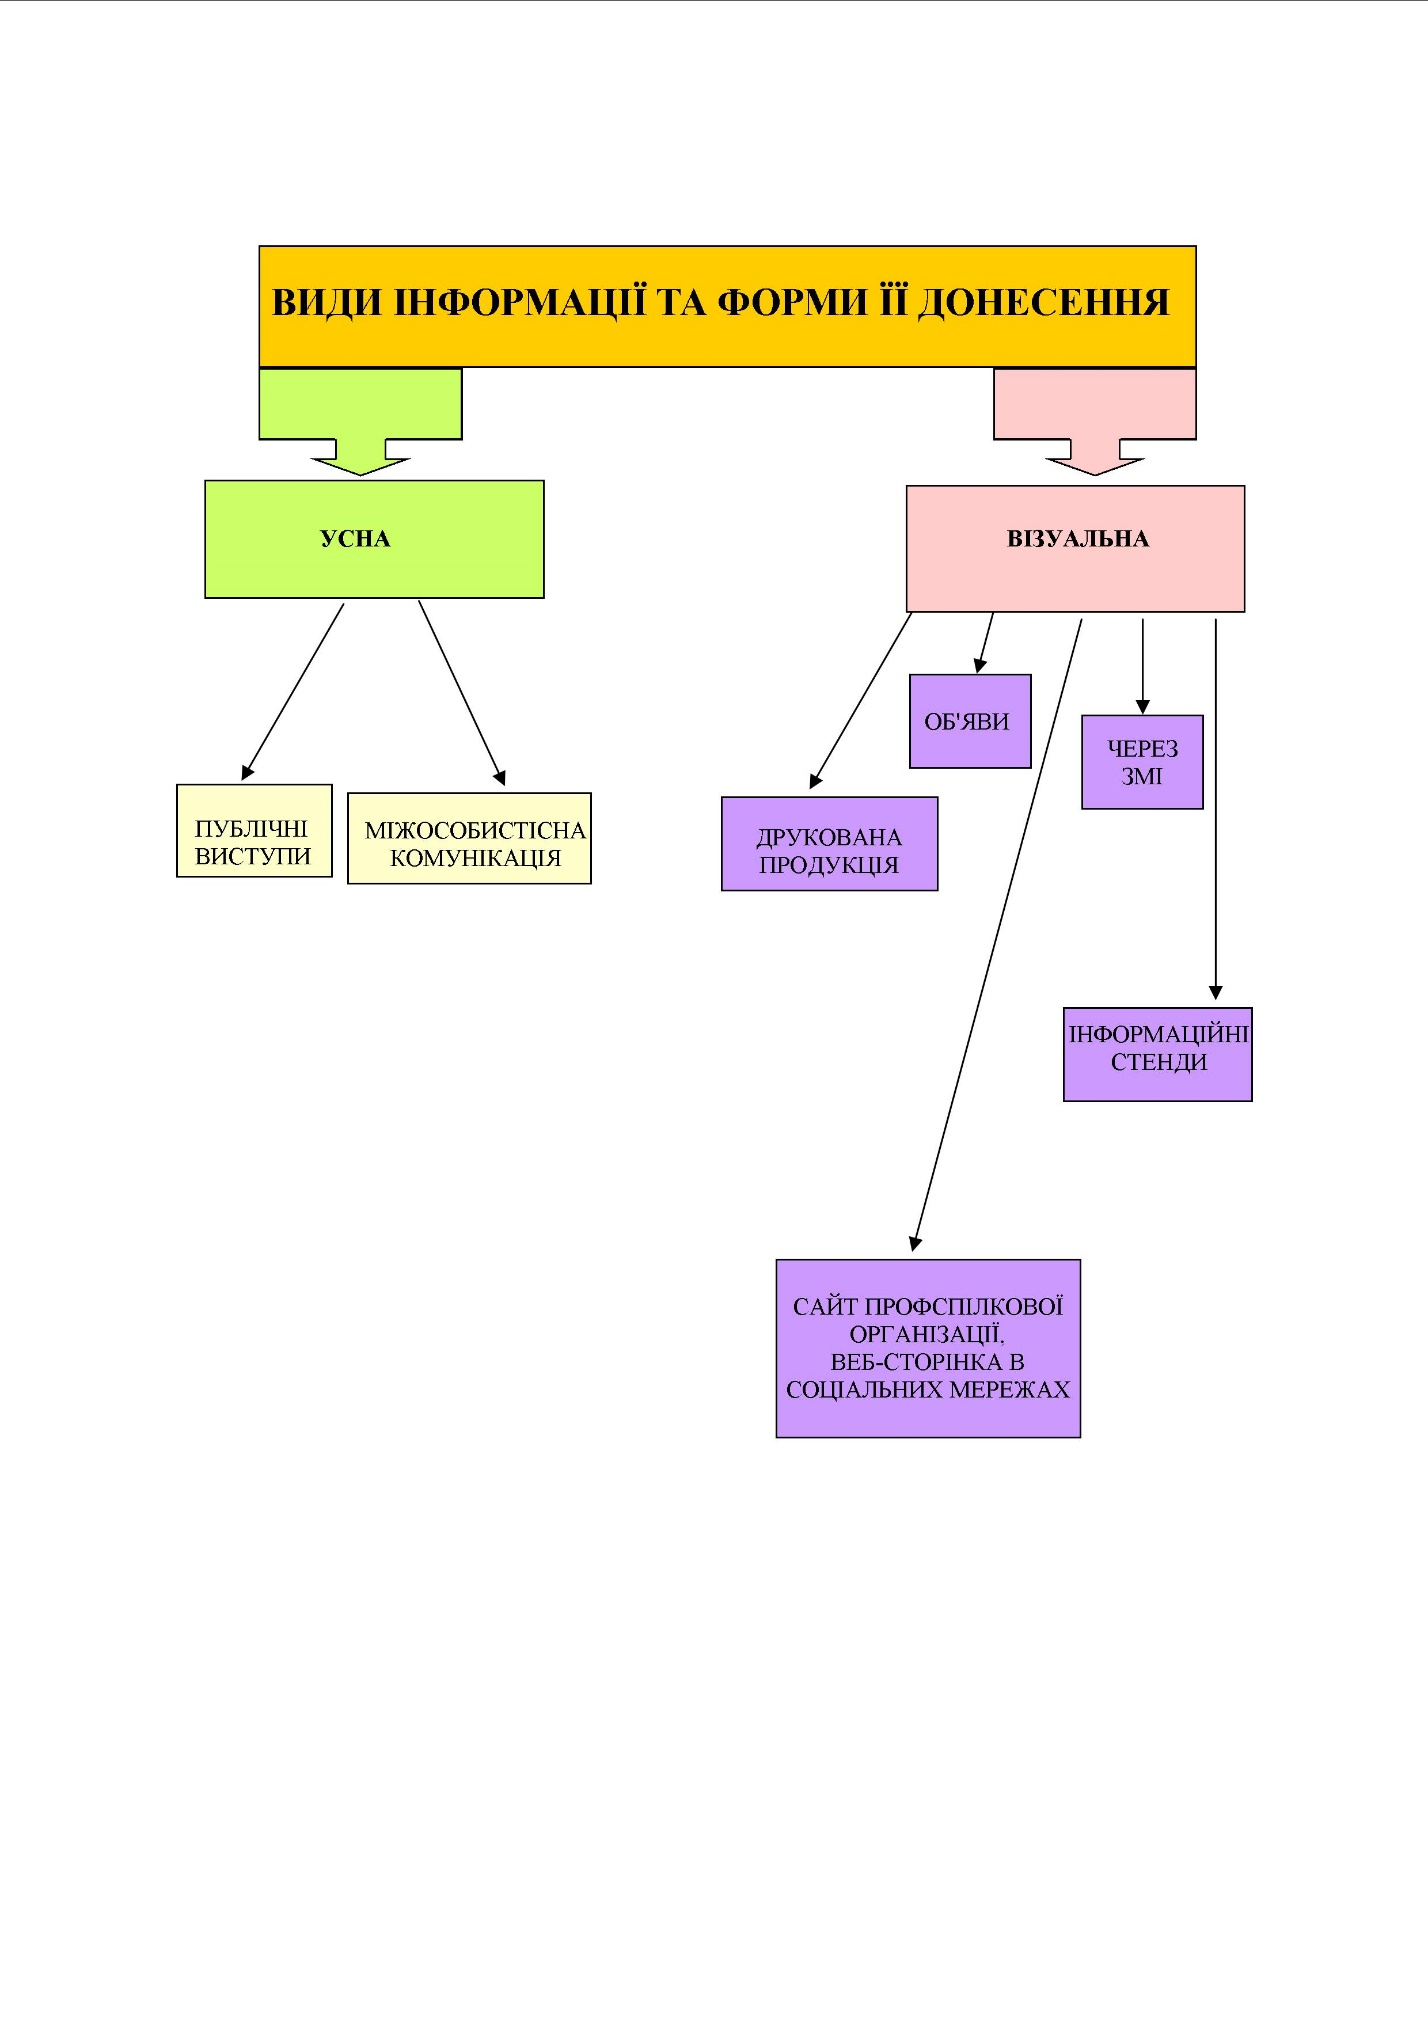 ВИДИ ІНФОРМАЦІЇ ТА ФОРМИ ЇЇ ДОНЕСЕННЯ
УСНА
ВІЗУАЛЬНА
ОБ'ЯВИ
ЧЕРЕЗ
ЗМІ
ПУБЛІЧНІ
ВИСТУПИ
МІЖОСОБИСТІСНА
КОМУНІКАЦІЯ
ДРУКОВАНА
ПРОДУКЦІЯ
ІНФОРМАЦІЙНІ
СТЕНДИ
САЙТ ПРОФСПІЛКОВОЇ
ОРГАНІЗАЦІЇ.
ВЕБ-СТОРІНКА В
СОЦІАЛЬНИХ МЕРЕЖАХ